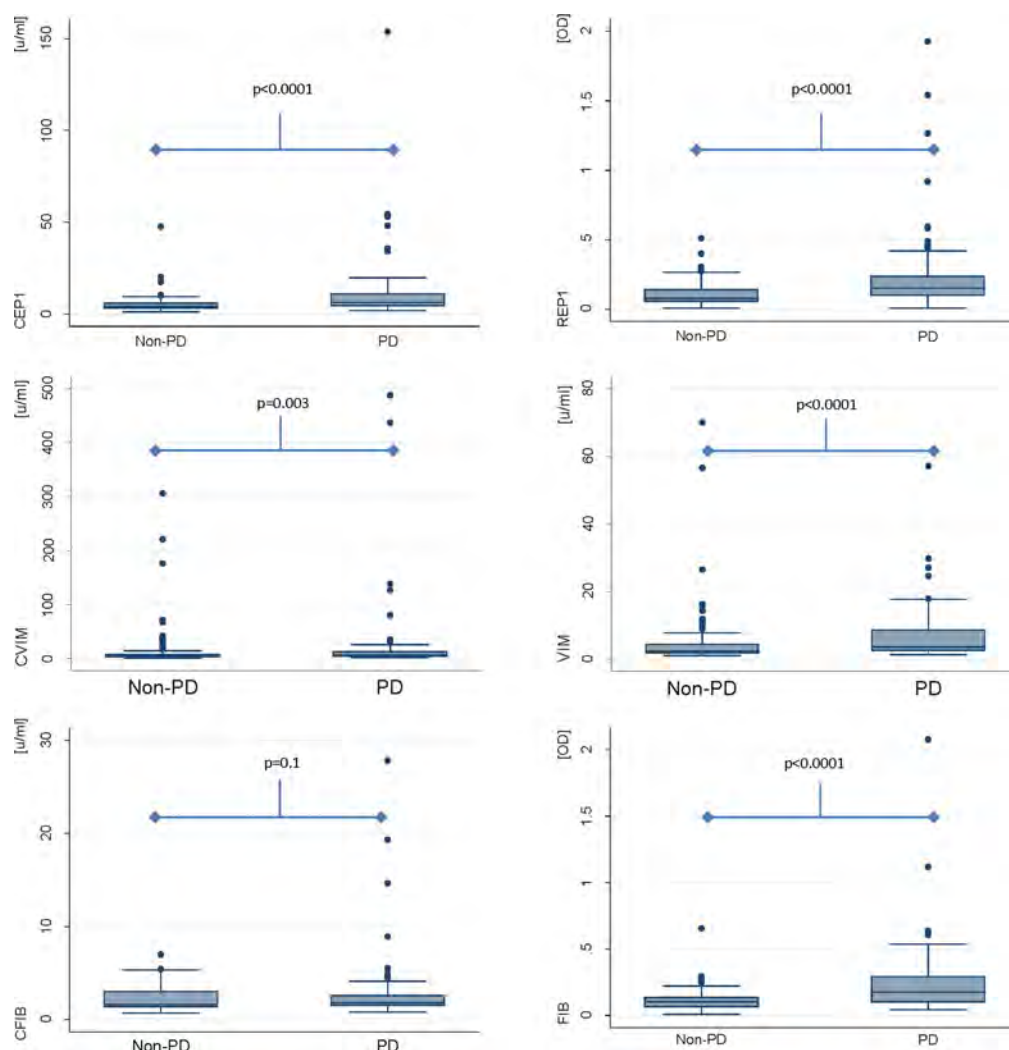 CEP1 [u/ml]
150
100
50
0
p<0.0001
Non-PD PD
REP1 [OD]
2
1.5
1
.5
0
p<0.0001
Non-PD PD
CVIM [u/ml]
500
400
300
200
100
0
p=0.003
Non-PD PD
VIM [u/ml]
80
60
40
20
0
p<0.0001
Non-PD PD
CFIB [u/ml]
30
20
10
0
p=0.1
Non-PD PD
FIB [OD]
2
1.5
1
.5
0
p<0.0001
Non-PD PD